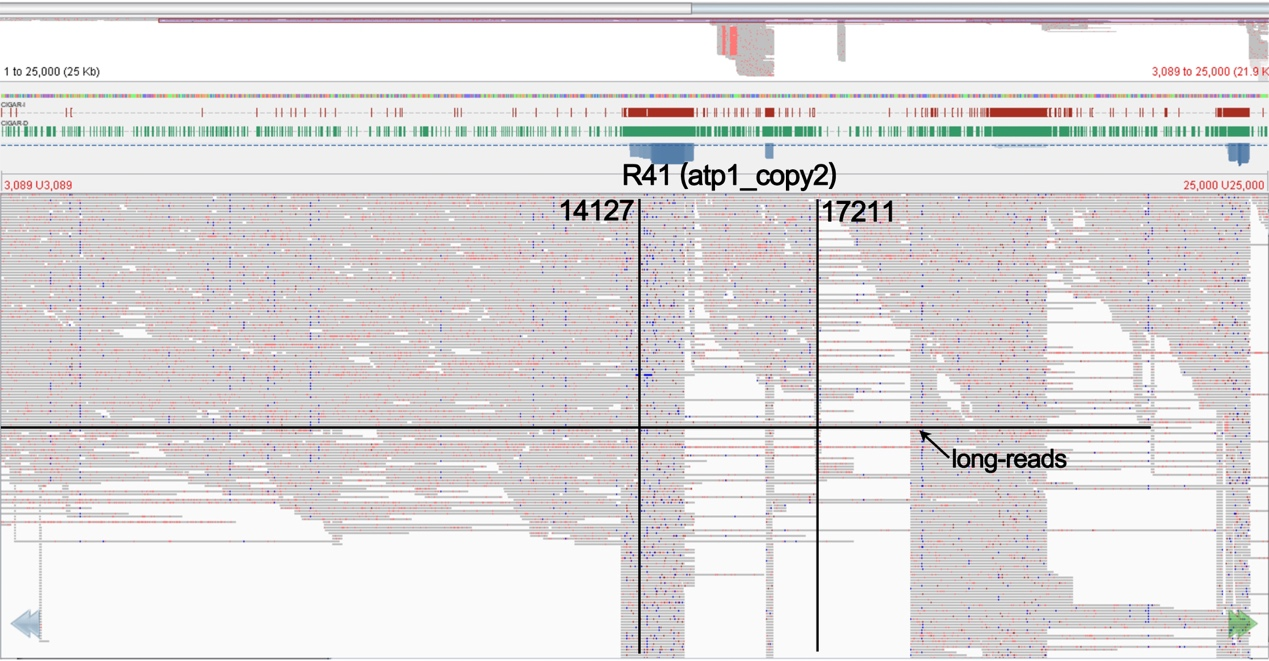 1 to 25,000 (25 Kb)
3,089 to 25,000 (21.9 K
CIGAR-I
CIGAR-D
R41 (atp1_copy2)
3,089 U3,089
25,000 U25,000
14127
17211
long-reads